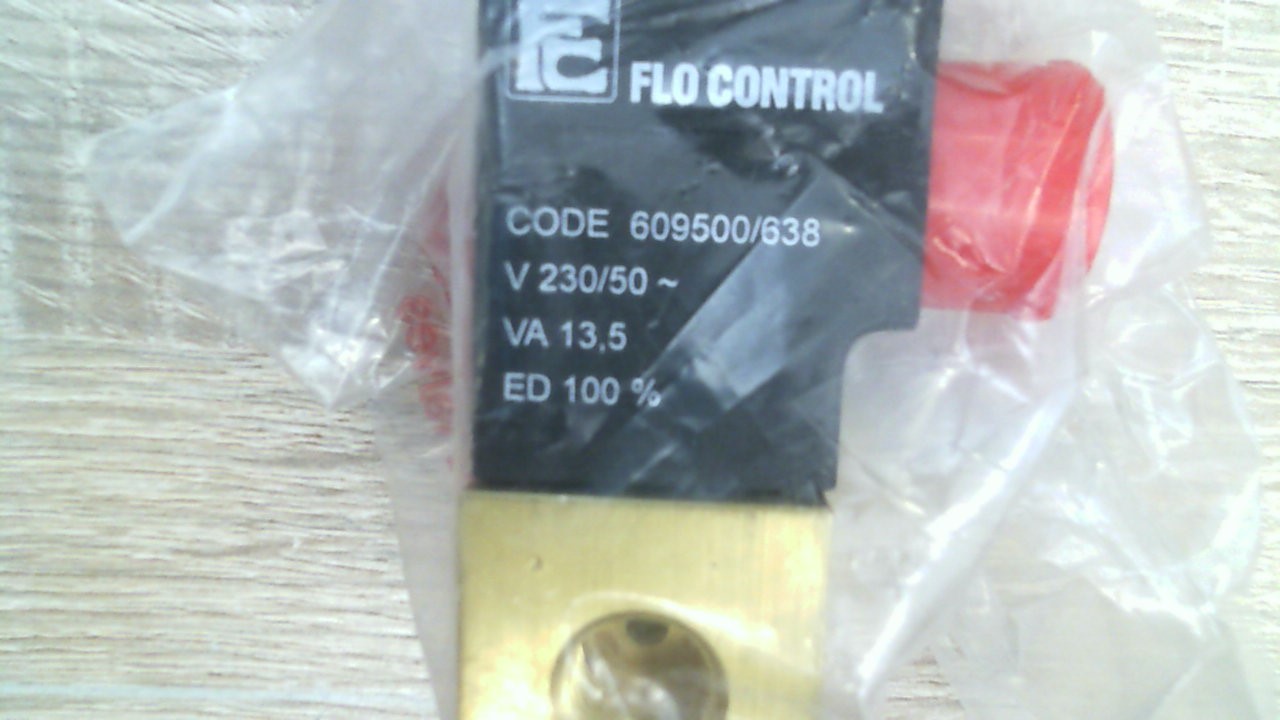 FC
FLO CONTROL
CODE 609500/638
V 230/50 ~
VA 13,5
ED 100 %